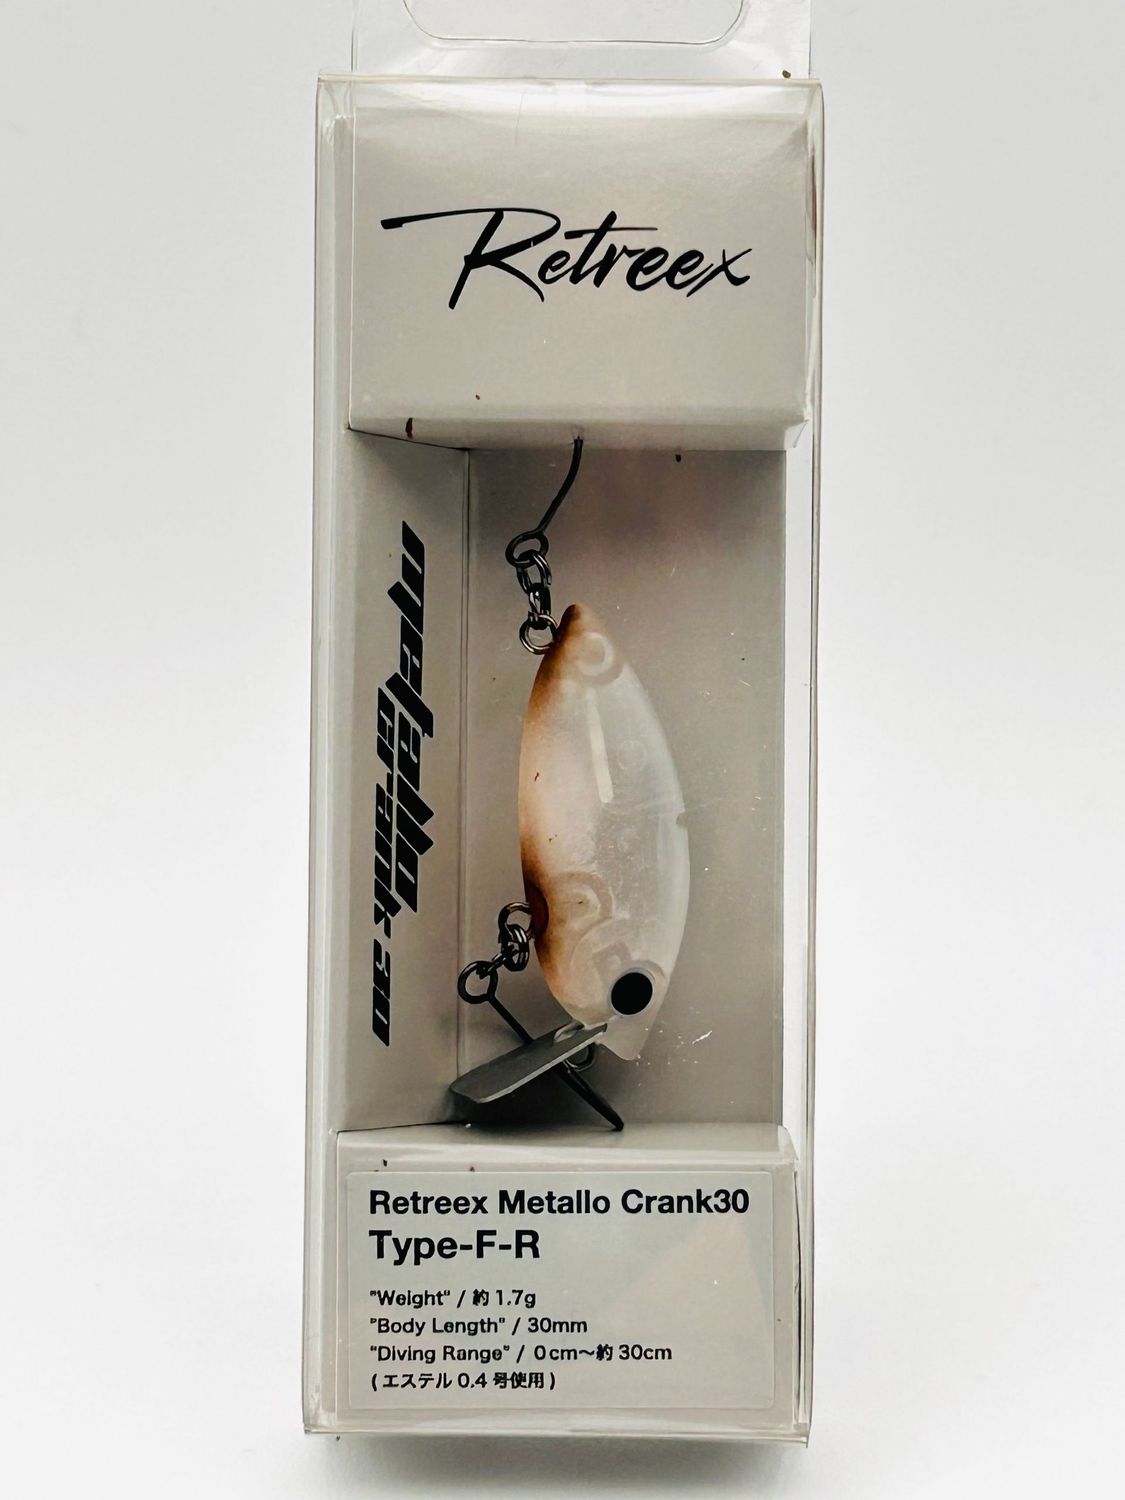 Retreex
metallo
crank 30
Retreex Metallo Crank30
Type-F-R
"Weight" / 約 1.7g
"Body Length" / 30mm
"Diving Range" / 0cm〜約 30cm
( エステル 0.4 号使用 )